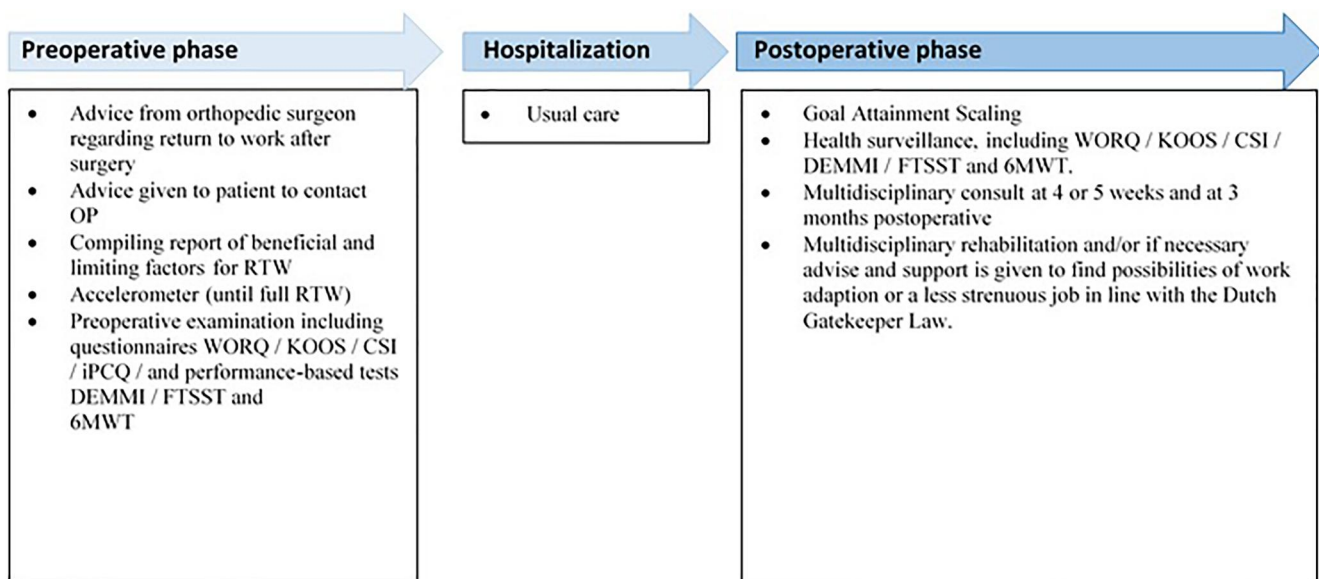 Preoperative phase
Hospitalization
Postoperative phase
• Advice from orthopedic surgeon
regarding return to work after
surgery
• Advice given to patient to contact
OP
• Compiling report of beneficial and
limiting factors for RTW
• Accelerometer (until full RTW)
• Preoperative examination including
questionnaires WORQ / KOOS / CSI
/ iPCQ / and performance-based tests
DEMMI / FTSST and
6MWT
• Usual care
• Goal Attainment Scaling
• Health surveillance, including WORQ / KOOS / CSI /
DEMMI / FTSST and 6MWT.
• Multidisciplinary consult at 4 or 5 weeks and at 3
months postoperative
• Multidisciplinary rehabilitation and/or if necessary
advise and support is given to find possibilities of work
adaption or a less strenuous job in line with the Dutch
Gatekeeper Law.